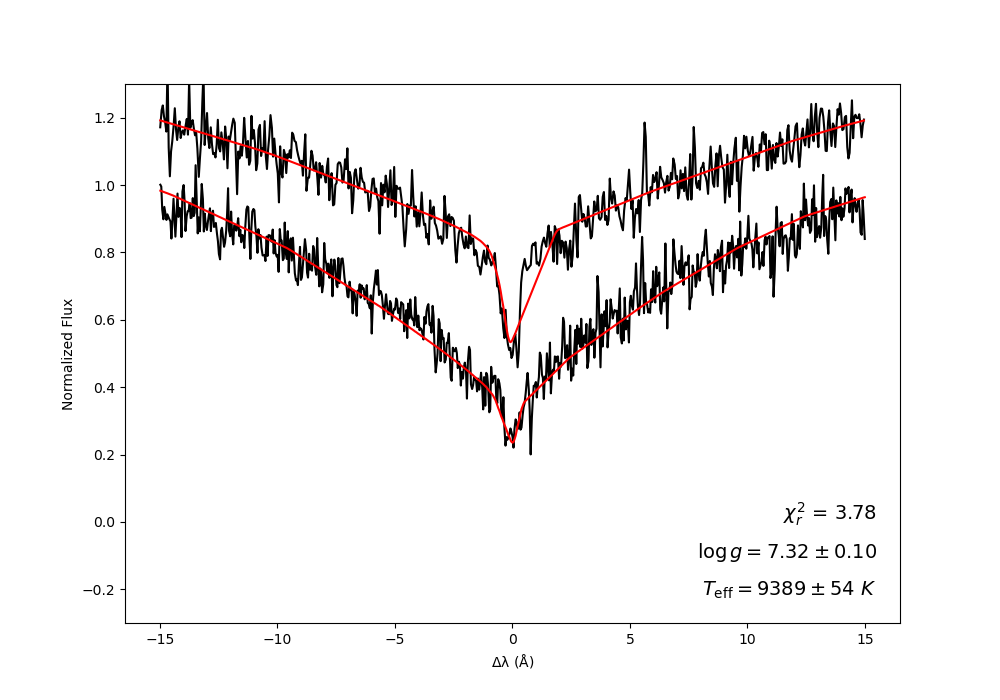 Normalized Flux
1.2
1.0
0.8
0.6
0.4
0.2
0.0
−0.2
χ²ᵣ = 3.78
log g = 7.32 ± 0.10
T_eff = 9389 ± 54 K
−15 −10 −5 0 5 10 15
Δλ (Å)